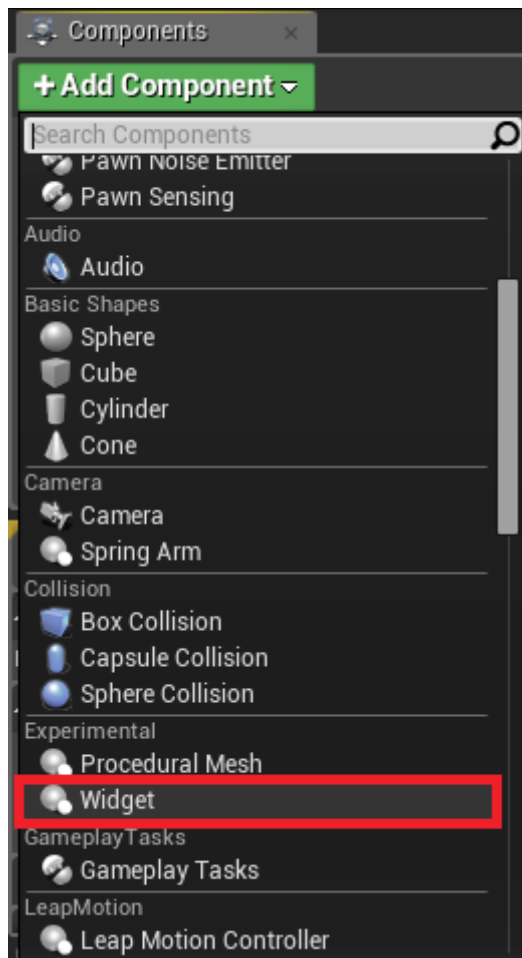 Components
+ Add Component
Search Components
Pawn Noise Emitter
Pawn Sensing
Audio
Audio
Basic Shapes
Sphere
Cube
Cylinder
Cone
Camera
Camera
Spring Arm
Collision
Box Collision
Capsule Collision
Sphere Collision
Experimental
Procedural Mesh
Widget
GameplayTasks
Gameplay Tasks
LeapMotion
Leap Motion Controller